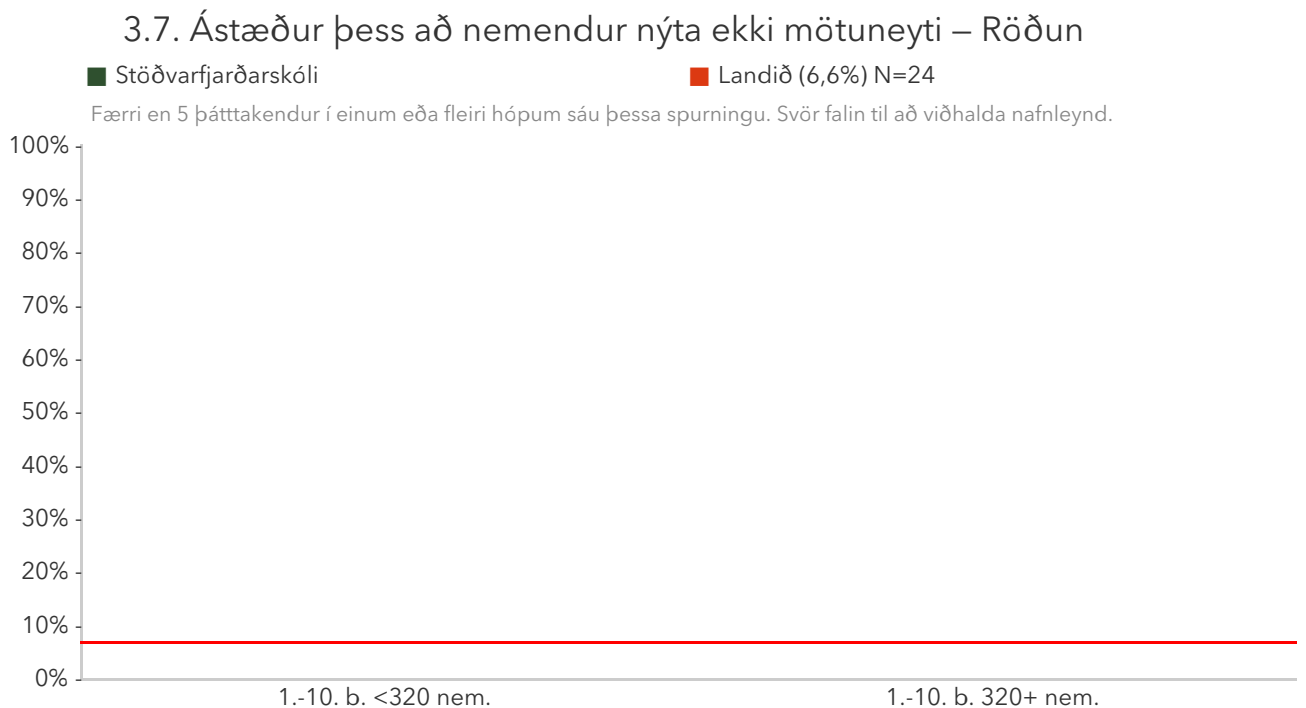 3.7. Ástæður þess að nemendur nýta ekki mötuneyti – Röðun
Stöðvarfjarðarskóli
Landið (6,6%) N=24
Færri en 5 þátttakendur í einum eða fleiri hópum sáu þessa spurningu. Svör falin til að viðhalda nafnleynd.
100%
90%
80%
70%
60%
50%
40%
30%
20%
10%
0%
1.-10. b. <320 nem.
1.-10. b. 320+ nem.